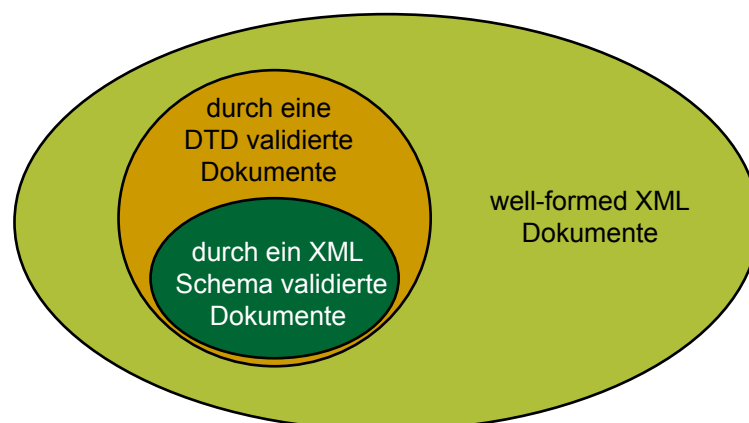 durch eine
DTD validierte
Dokumente
well-formed XML
Dokumente
durch ein XML
Schema validierte
Dokumente